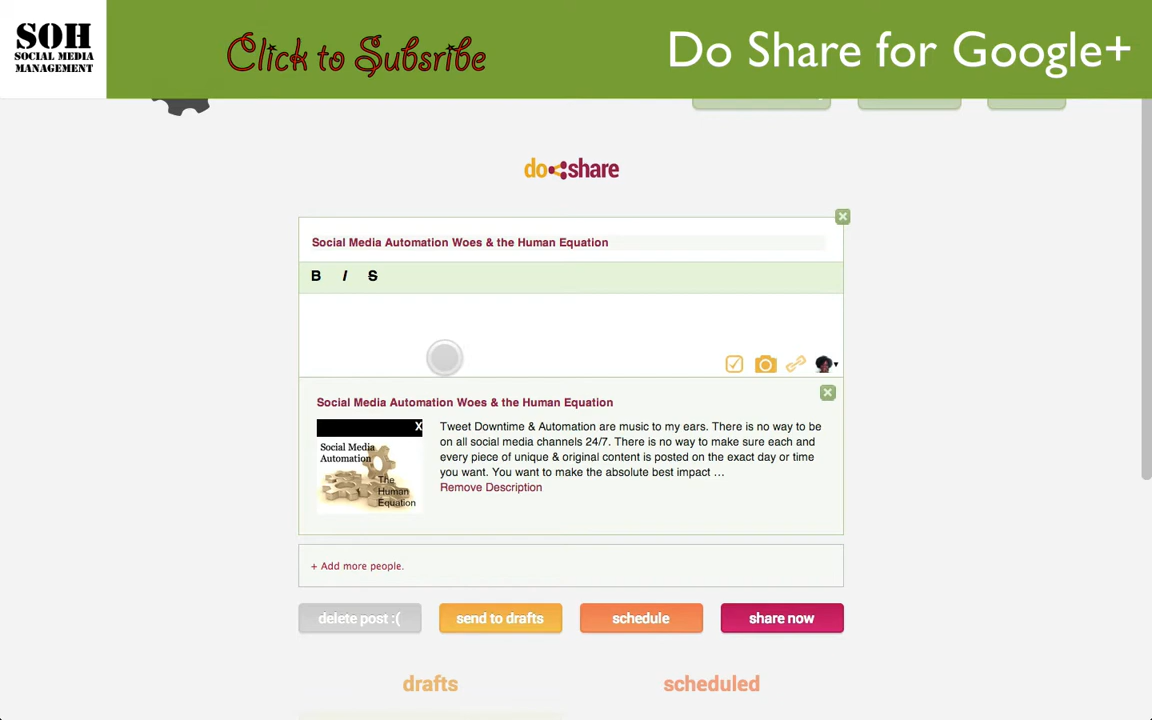 SOH
SOCIAL MEDIA
MANAGEMENT
Click to Subsribe
Do Share for Google+
do share
Social Media Automation Woes & the Human Equation
B I S
Social Media Automation Woes & the Human Equation
X
Social Media
Automation
The
Human
Equation
Tweet Downtime & Automation are music to my ears. There is no way to be
on all social media channels 24/7. There is no way to make sure each and
every piece of unique & original content is posted on the exact day or time
you want. You want to make the absolute best impact …
Remove Description
+ Add more people.
delete post :(
send to drafts
schedule
share now
drafts
scheduled